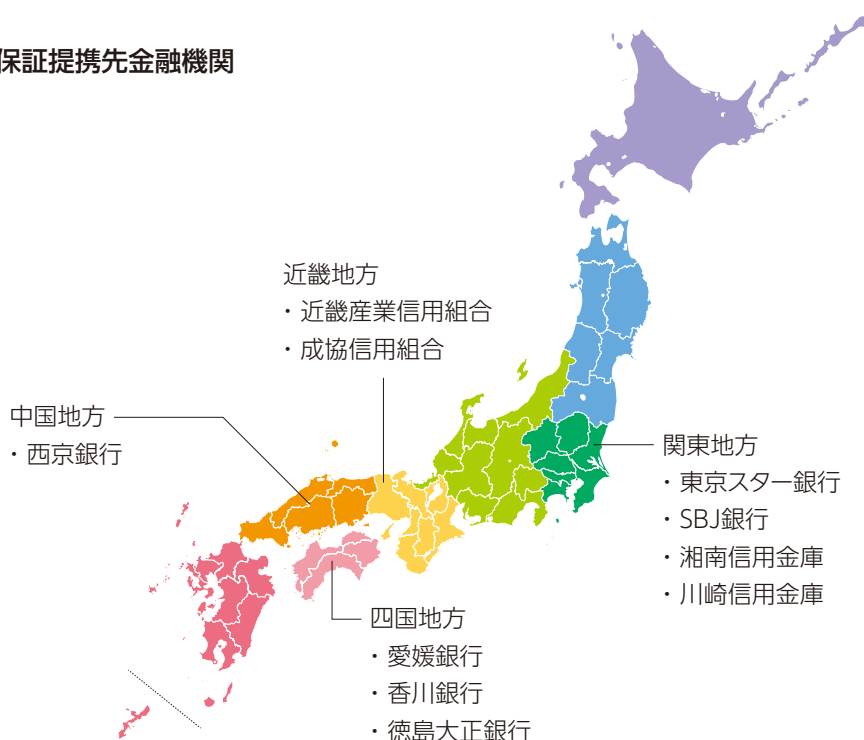 保証提携先金融機関
近畿地方
・近畿産業信用組合
・成協信用組合
中国地方
・西京銀行
関東地方
・東京スター銀行
・SBJ銀行
・湘南信用金庫
・川崎信用金庫
四国地方
・愛媛銀行
・香川銀行
・徳島大正銀行